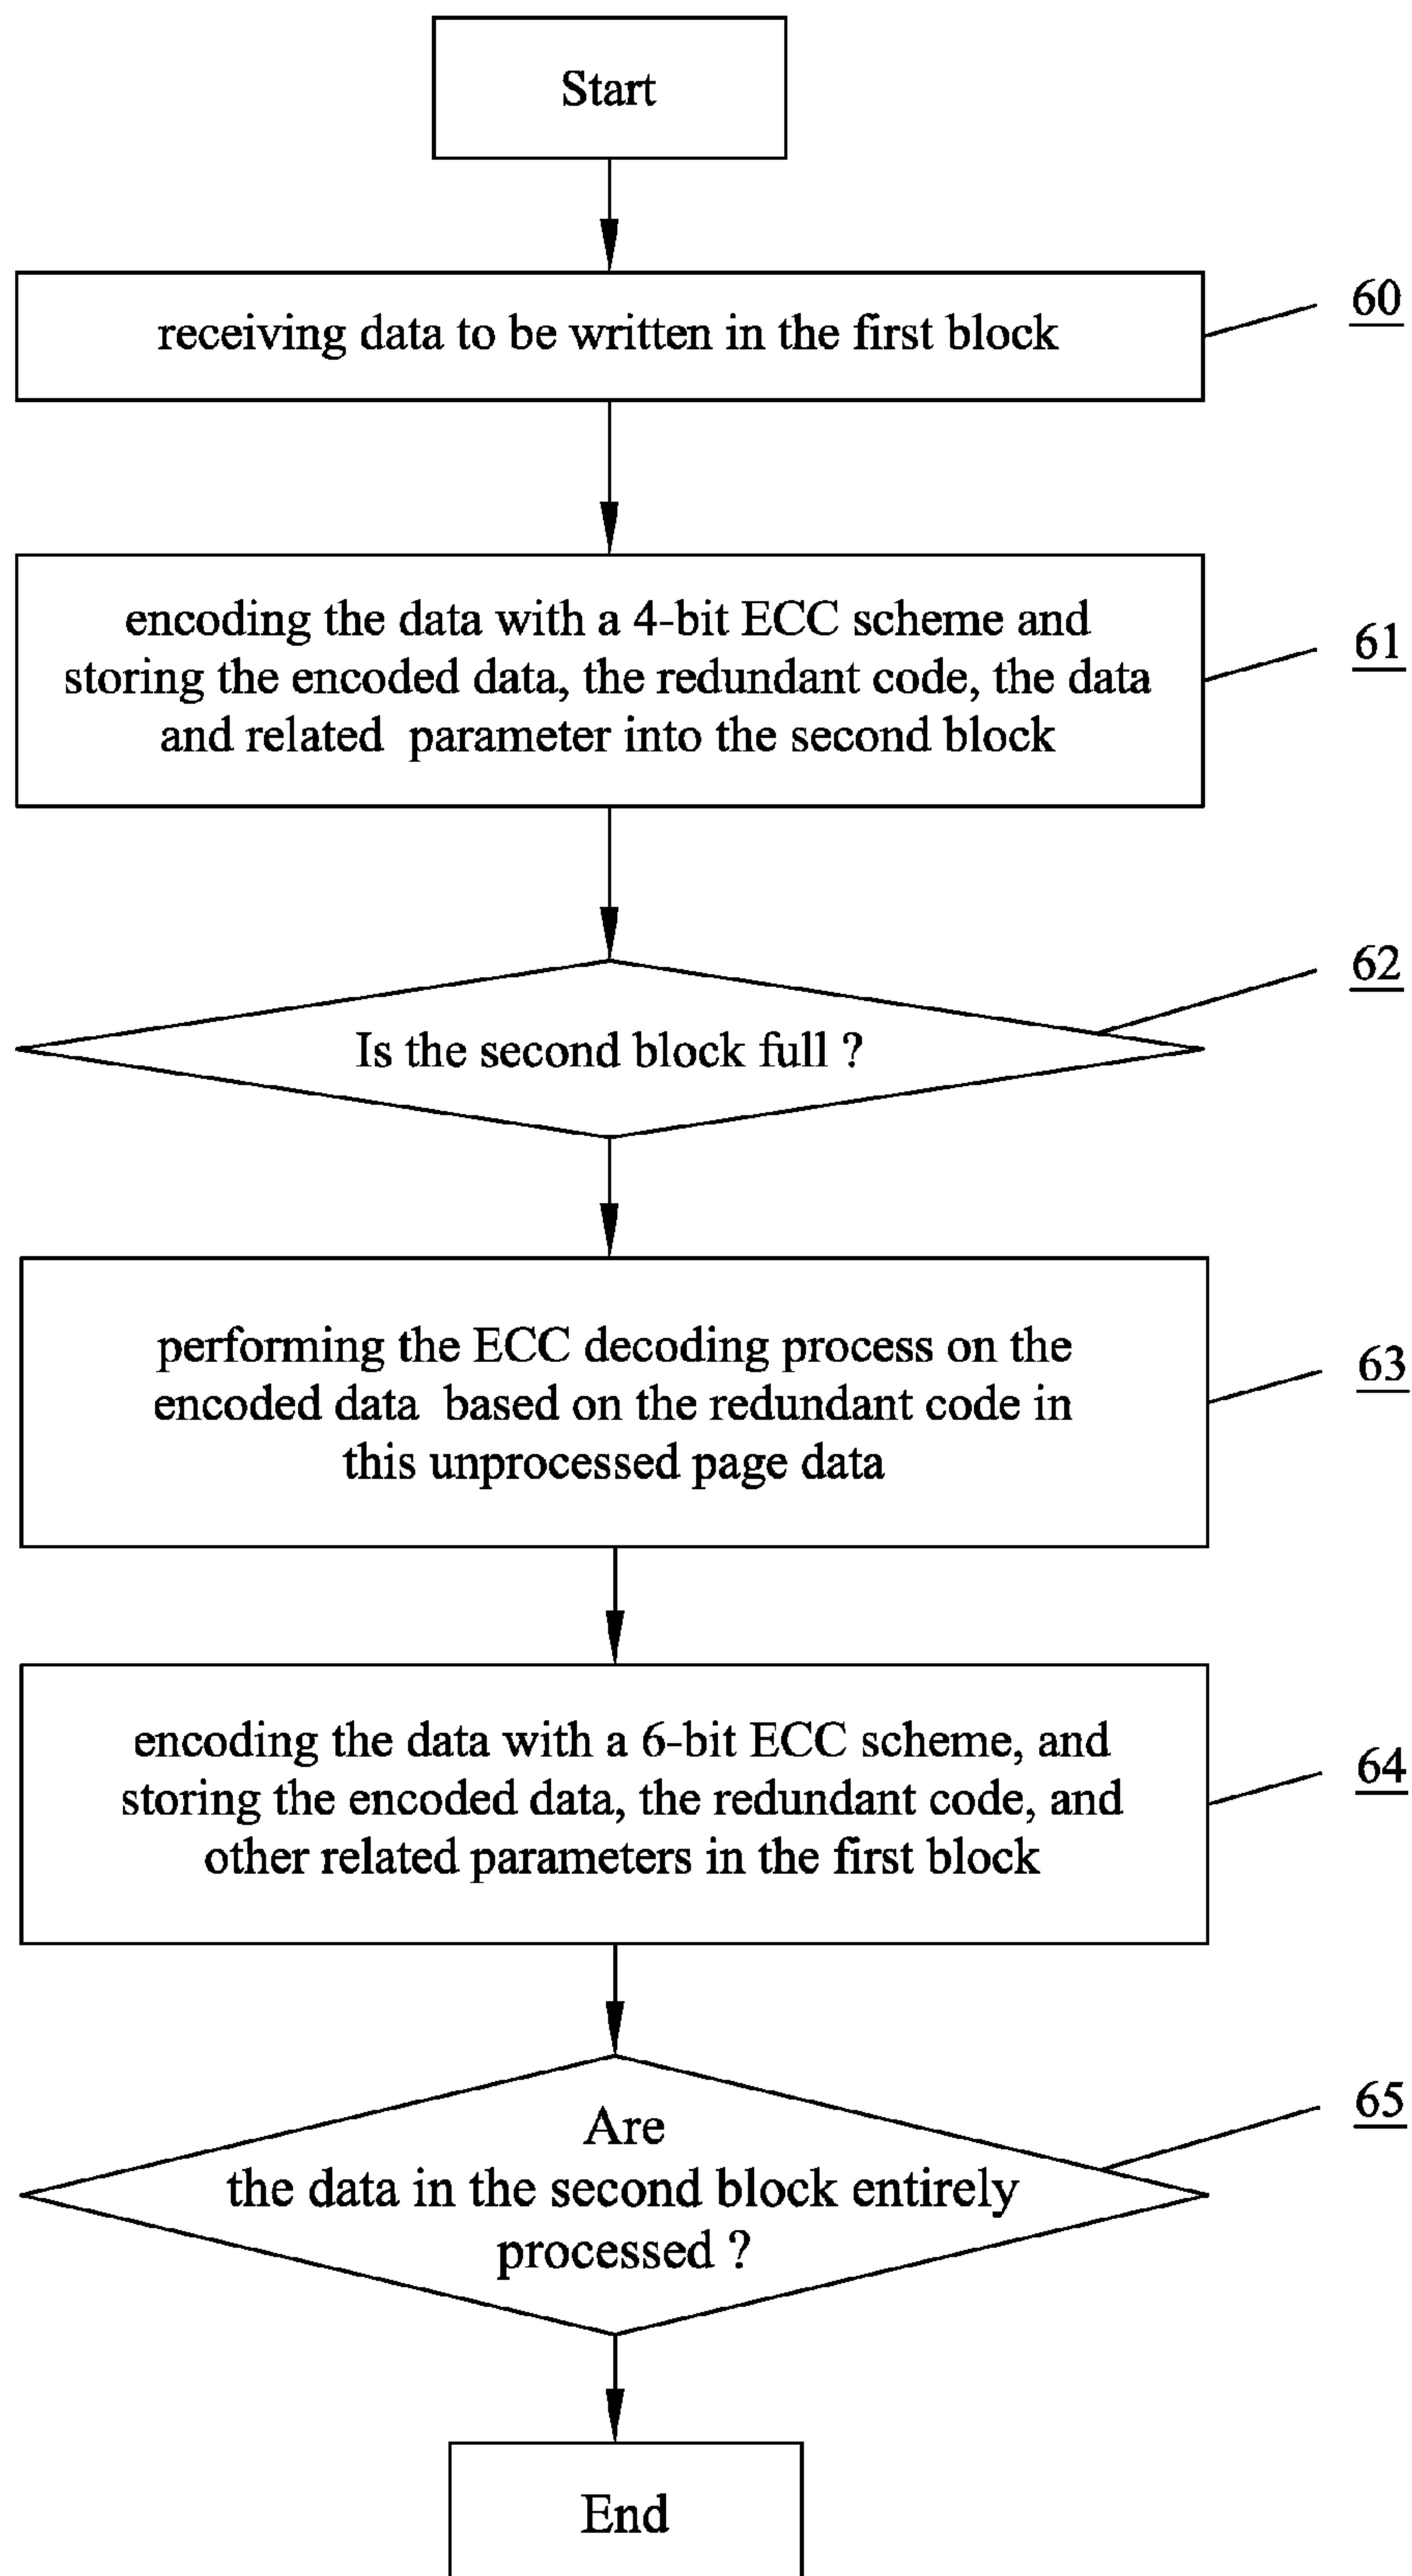 Start
receiving data to be written in the first block
60
encoding the data with a 4-bit ECC scheme and
storing the encoded data, the redundant code, the data
and related parameter into the second block
61
62
Is the second block full ?
performing the ECC decoding process on the
encoded data based on the redundant code in
this unprocessed page data
63
encoding the data with a 6-bit ECC scheme, and
storing the encoded data, the redundant code, and
other related parameters in the first block
64
65
Are
the data in the second block entirely
processed ?
End